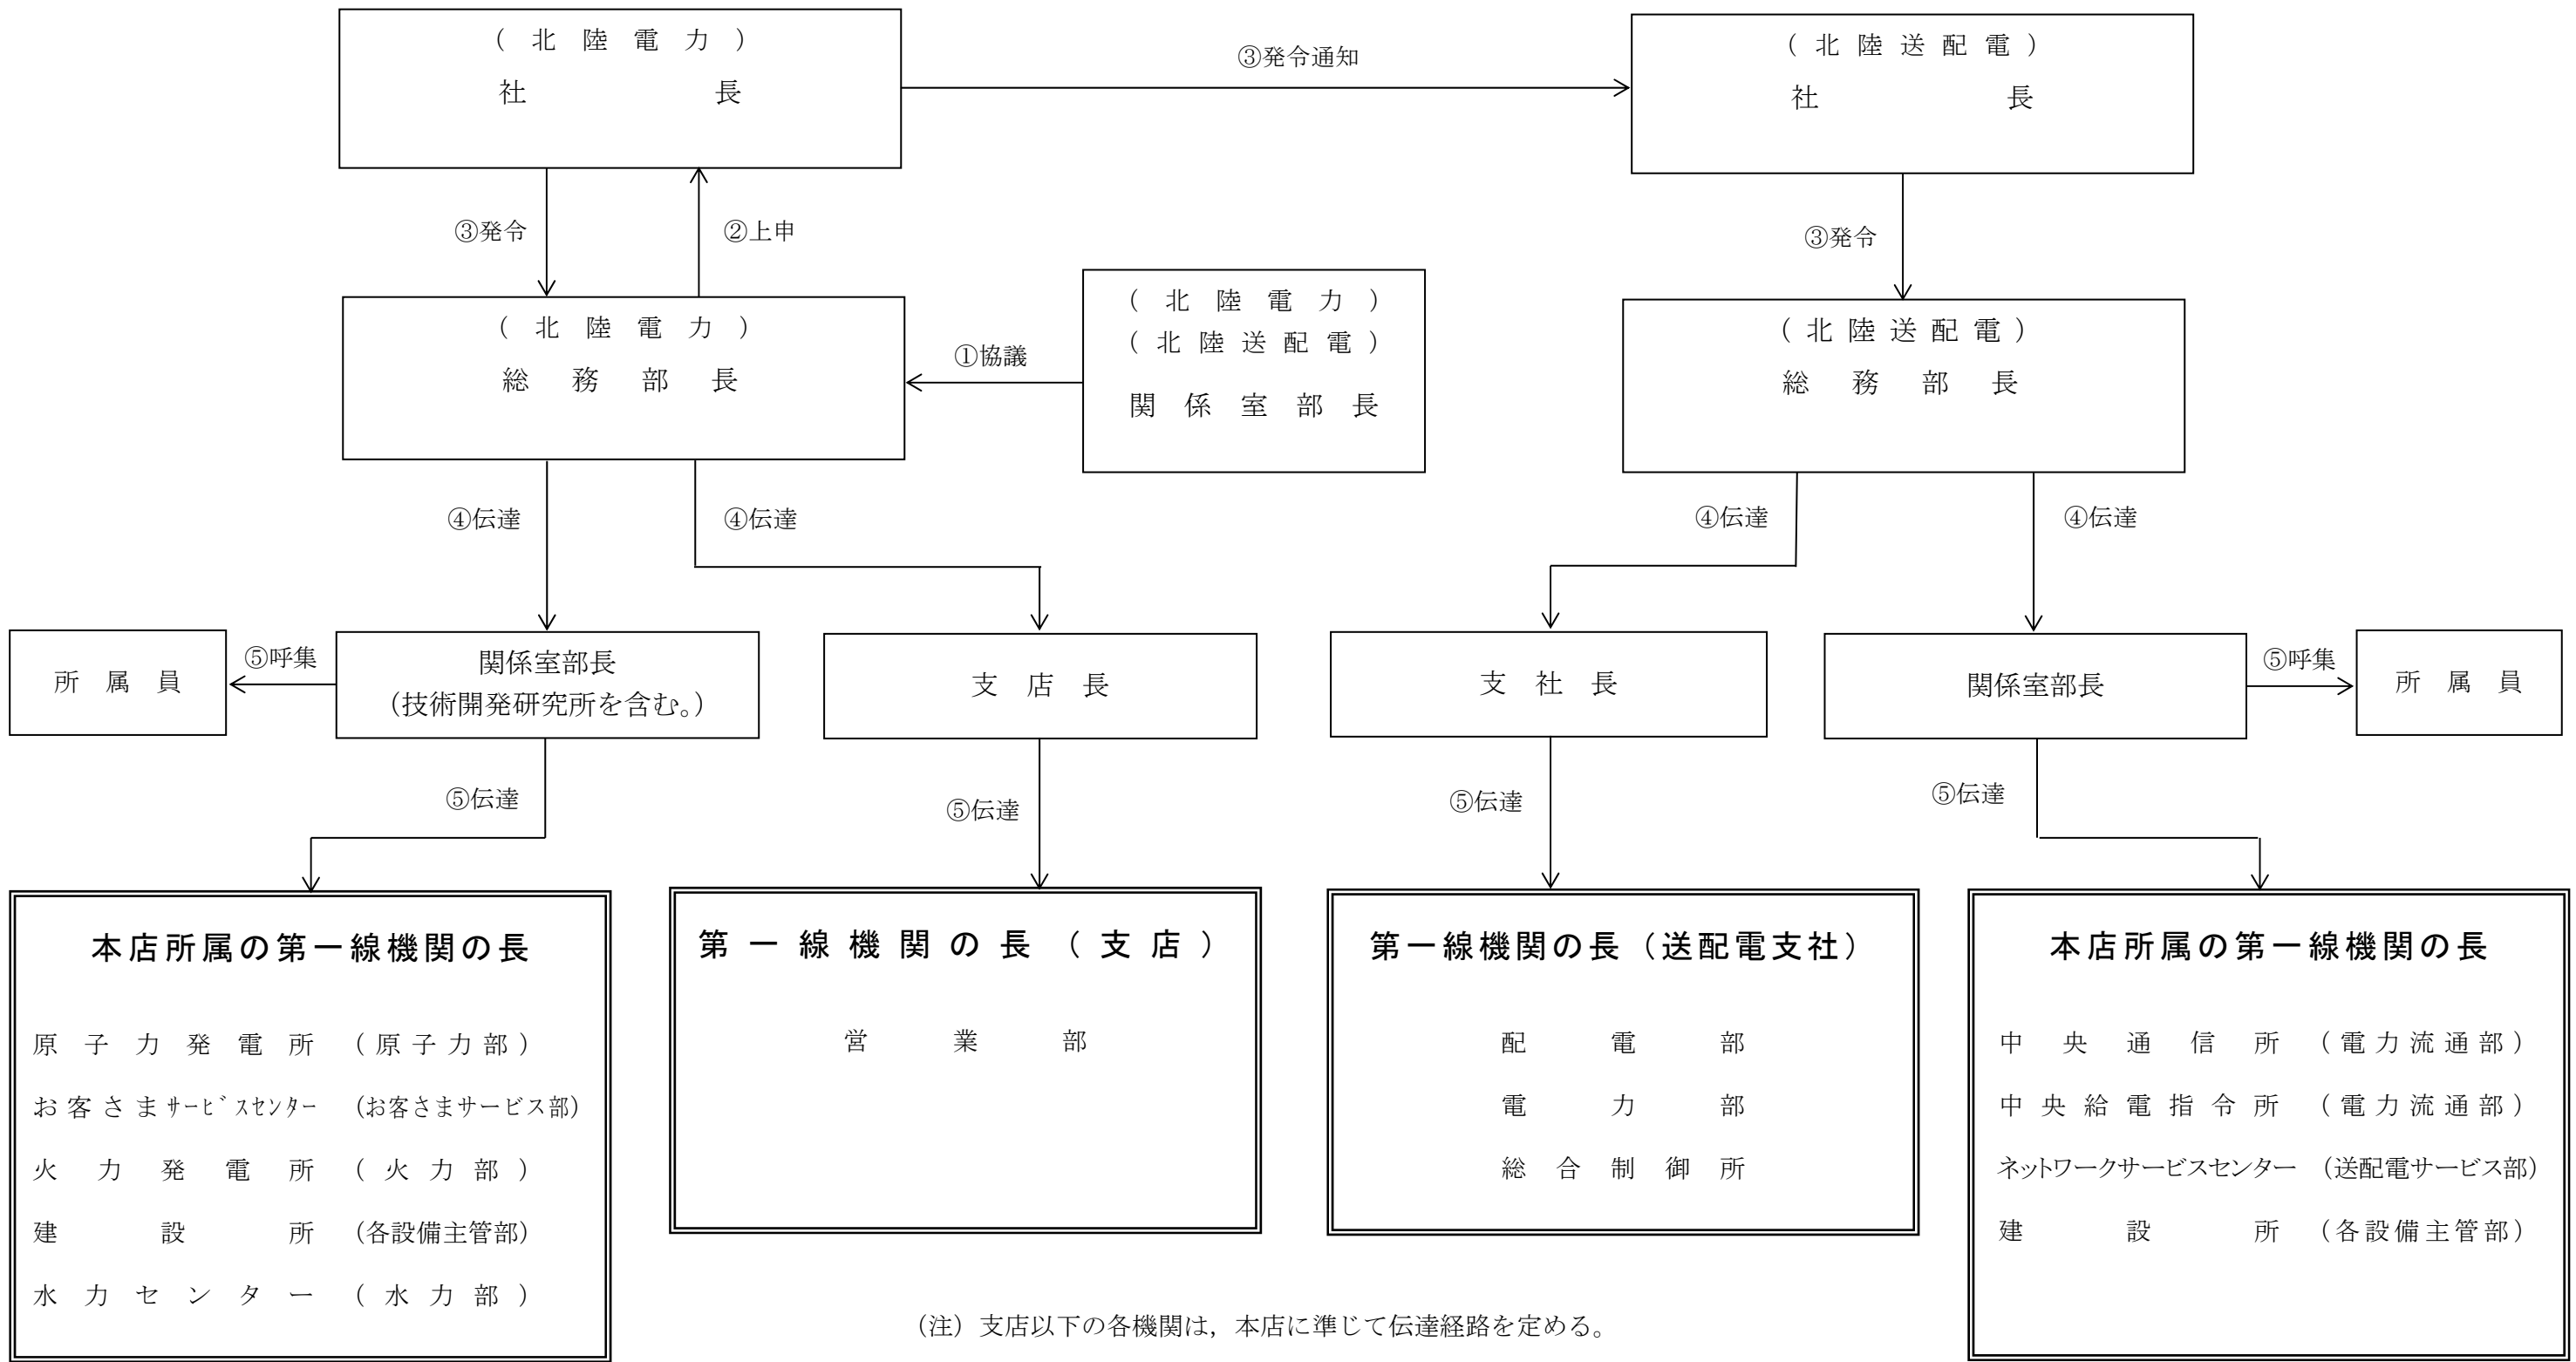 (北陸電力)
社長
③発令通知
(北陸送配電)
社長
③発令
②上申
③発令
(北陸電力)
総務部長
①協議
(北陸電力)
(北陸送配電)
関係室部長
(北陸送配電)
総務部長
④伝達
④伝達
④伝達
④伝達
所属員
⑤呼集
関係室部長
(技術開発研究所を含む。)
支店長
支社長
関係室部長
⑤呼集
所属員
⑤伝達
⑤伝達
⑤伝達
⑤伝達
本店所属の第一線機関の長
原子力発電所 (原子力部)
お客さまサービスセンター (お客さまサービス部)
火力発電所 (火力部)
建設所 (各設備主管部)
水力センター (水力部)
第一線機関の長(支店)
営業部
第一線機関の長(送配電支社)
配電部
電力部
総合制御所
本店所属の第一線機関の長
中央通信所 (電力流通部)
中央給電指令所 (電力流通部)
ネットワークサービスセンター (送配電サービス部)
建設所 (各設備主管部)
(注)支店以下の各機関は，本店に準じて伝達経路を定める。